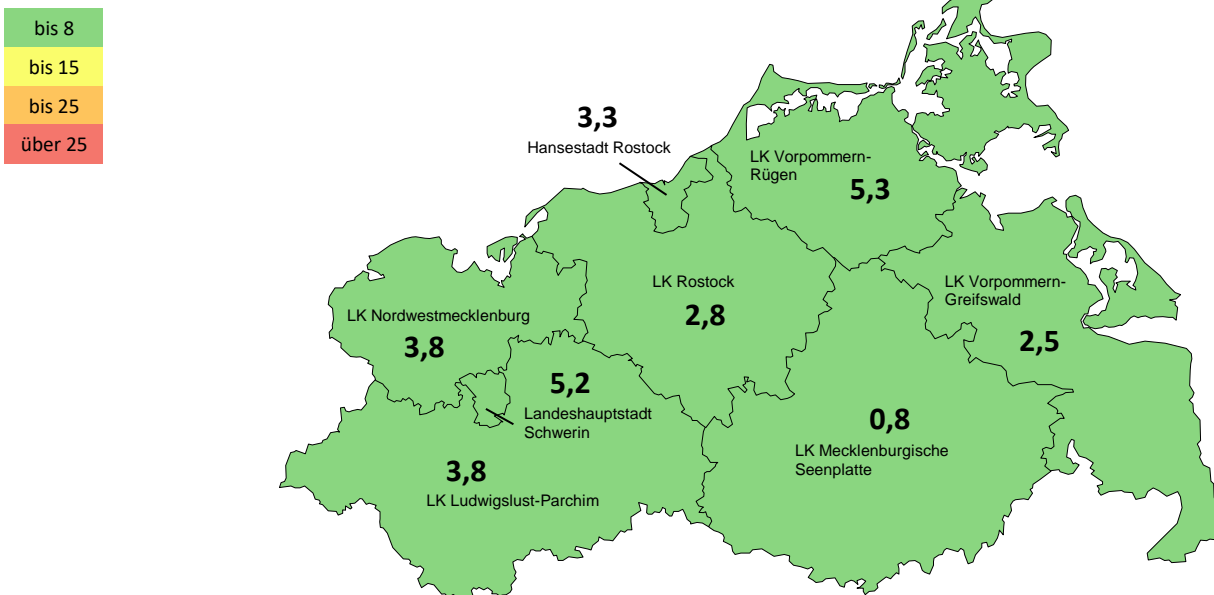 bis 8
bis 15
bis 25
über 25
3,3
Hansestadt Rostock
LK Vorpommern-
Rügen
5,3
LK Rostock
2,8
LK Vorpommern-
Greifswald
2,5
LK Nordwestmecklenburg
3,8
5,2
Landeshauptstadt
Schwerin
0,8
LK Mecklenburgische
Seenplatte
3,8
LK Ludwigslust-Parchim